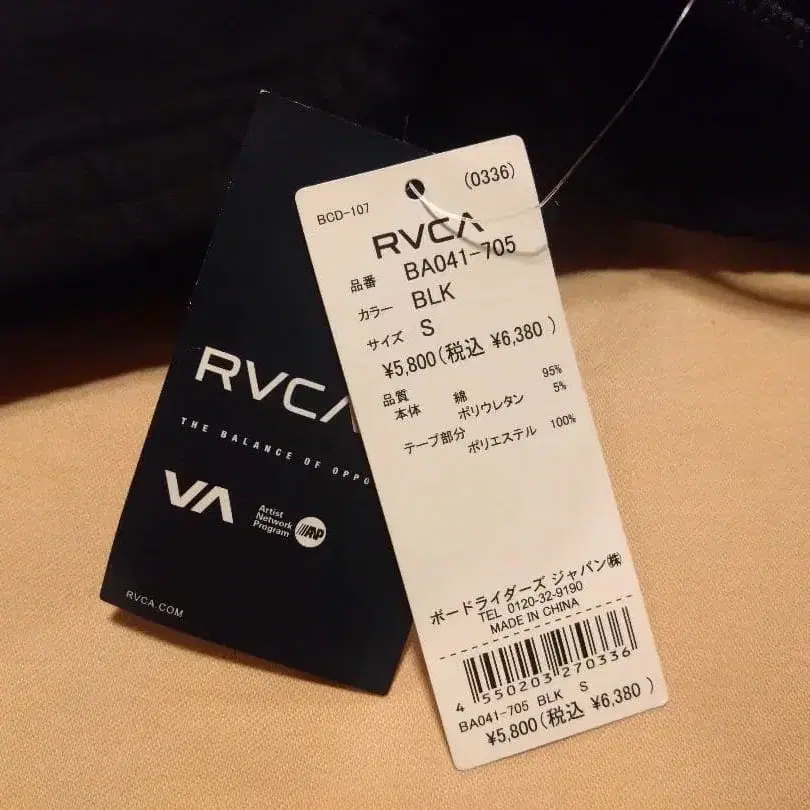 RVCA
THE BALANCE OF OPPO
VA
Artist
Network
Program
ANP
RVCA.COM
BCD-107 (0336)
RVCA
品番 BA041-705
カラー BLK
サイズ S
¥5,800(税込 ¥6,380 )
品質
本体 綿 95%
ポリウレタン 5%
テープ部分
ポリエステル 100%
ボードライダーズ ジャパン㈱
TEL 0120-32-9190
MADE IN CHINA
4 550203 270336
BA041-705 BLK S
¥5,800(税込 ¥6,380 )